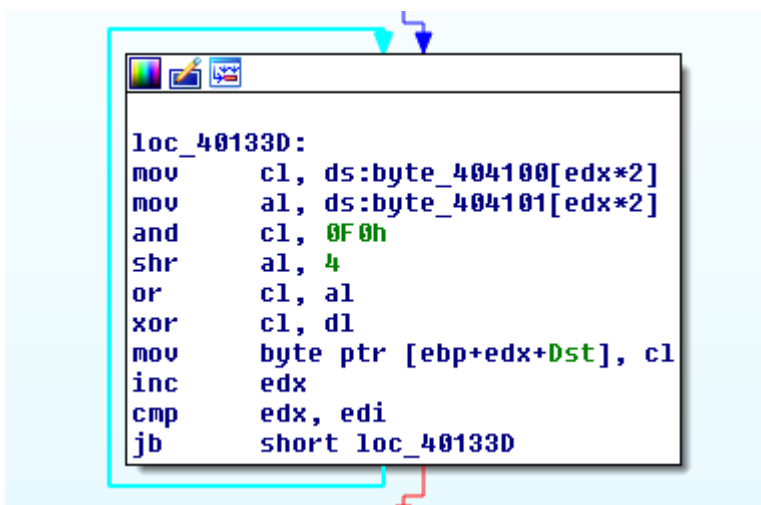 loc_40133D:
mov cl, ds:byte_404100[edx*2]
mov al, ds:byte_404101[edx*2]
and cl, 0F0h
shr al, 4
or cl, al
xor cl, dl
mov byte ptr [ebp+edx+Dst], cl
inc edx
cmp edx, edi
jb short loc_40133D